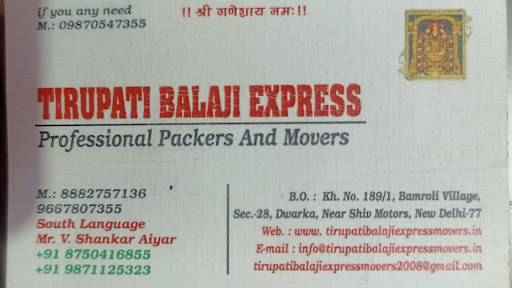 if you any need
M.: 09870547355
!! श्री गणेशाय नमः!!
TIRUPATI BALAJI EXPRESS
Professional Packers And Movers
M.: 8882757136
9667807355
South Language
Mr. V. Shankar Aiyar
+91 8750416855
+91 9871125323
B.O. : Kh. No. 189/1, Bamroli Village,
Sec.-28, Dwarka, Near Shiv Motors, New Delhi-77
Web. : www. tirupatibalajiexpressmovers.in
E-mail : info@tirupatibalajiexpressmovers.in
tirupatibalajiexpressmovers2008@gmail.com